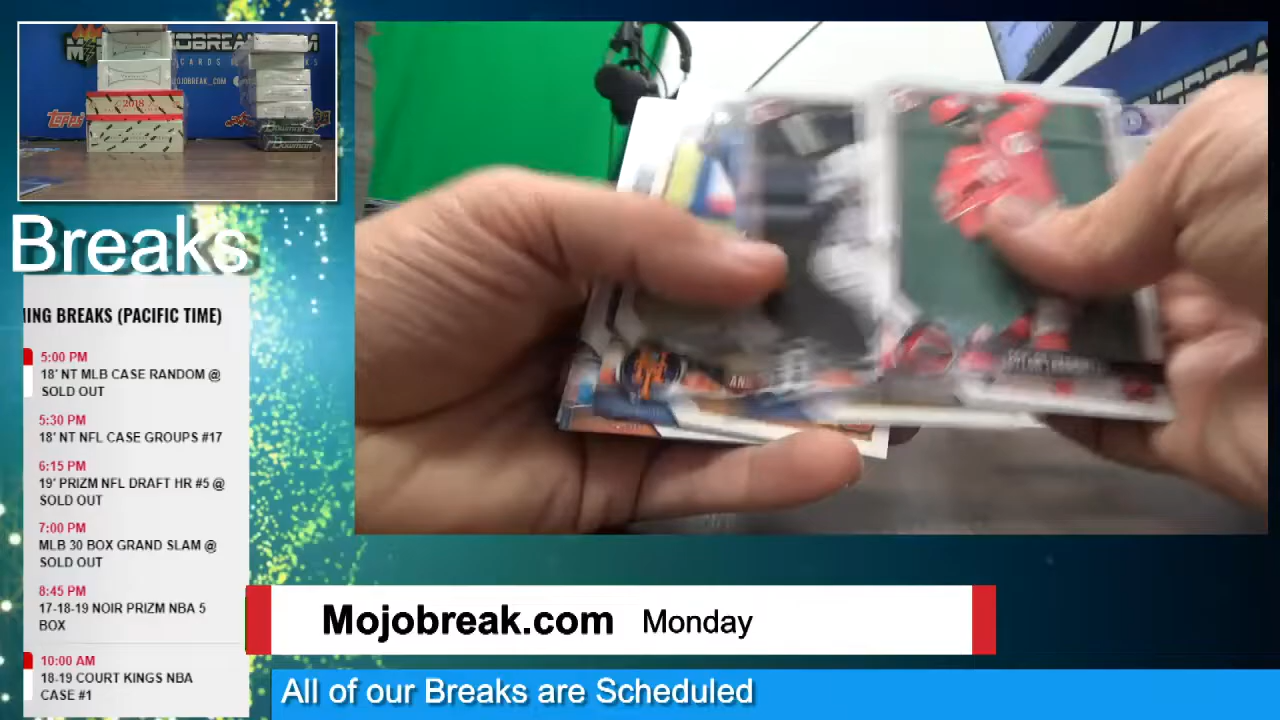 2018
TOPPS
Bowman
Breaks
ING BREAKS (PACIFIC TIME)
5:00 PM
18' NT MLB CASE RANDOM @
SOLD OUT
5:30 PM
18' NT NFL CASE GROUPS #17
6:15 PM
19' PRIZM NFL DRAFT HR #5 @
SOLD OUT
7:00 PM
MLB 30 BOX GRAND SLAM @
SOLD OUT
8:45 PM
17-18-19 NOIR PRIZM NBA 5
BOX
10:00 AM
18-19 COURT KINGS NBA
CASE #1
Mojobreak.com Monday
All of our Breaks are Scheduled